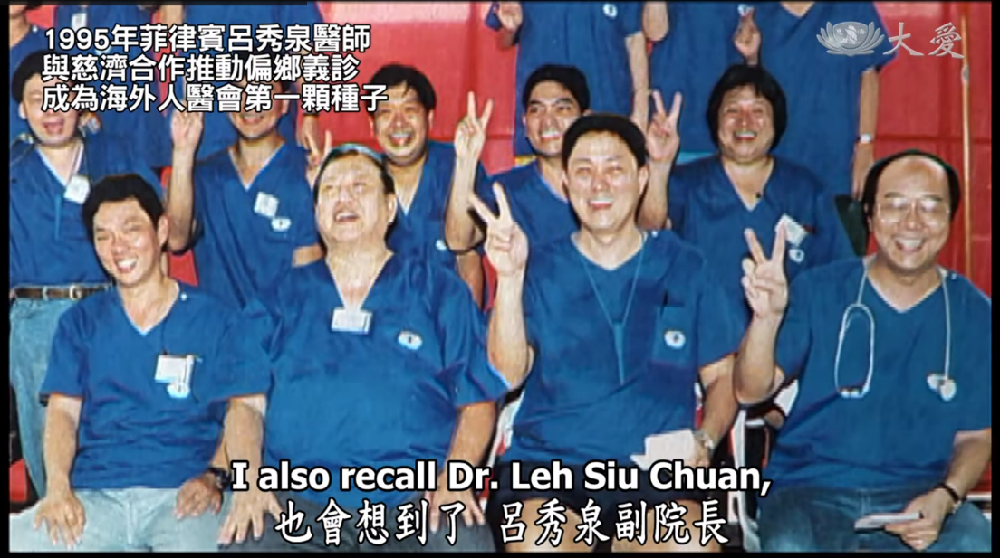 1995年菲律賓呂秀泉醫師
與慈濟合作推動偏鄉義診
成為海外人醫會第一顆種子
大愛
I also recall Dr. Leh Siu Chuan,
也會想到了 呂秀泉副院長